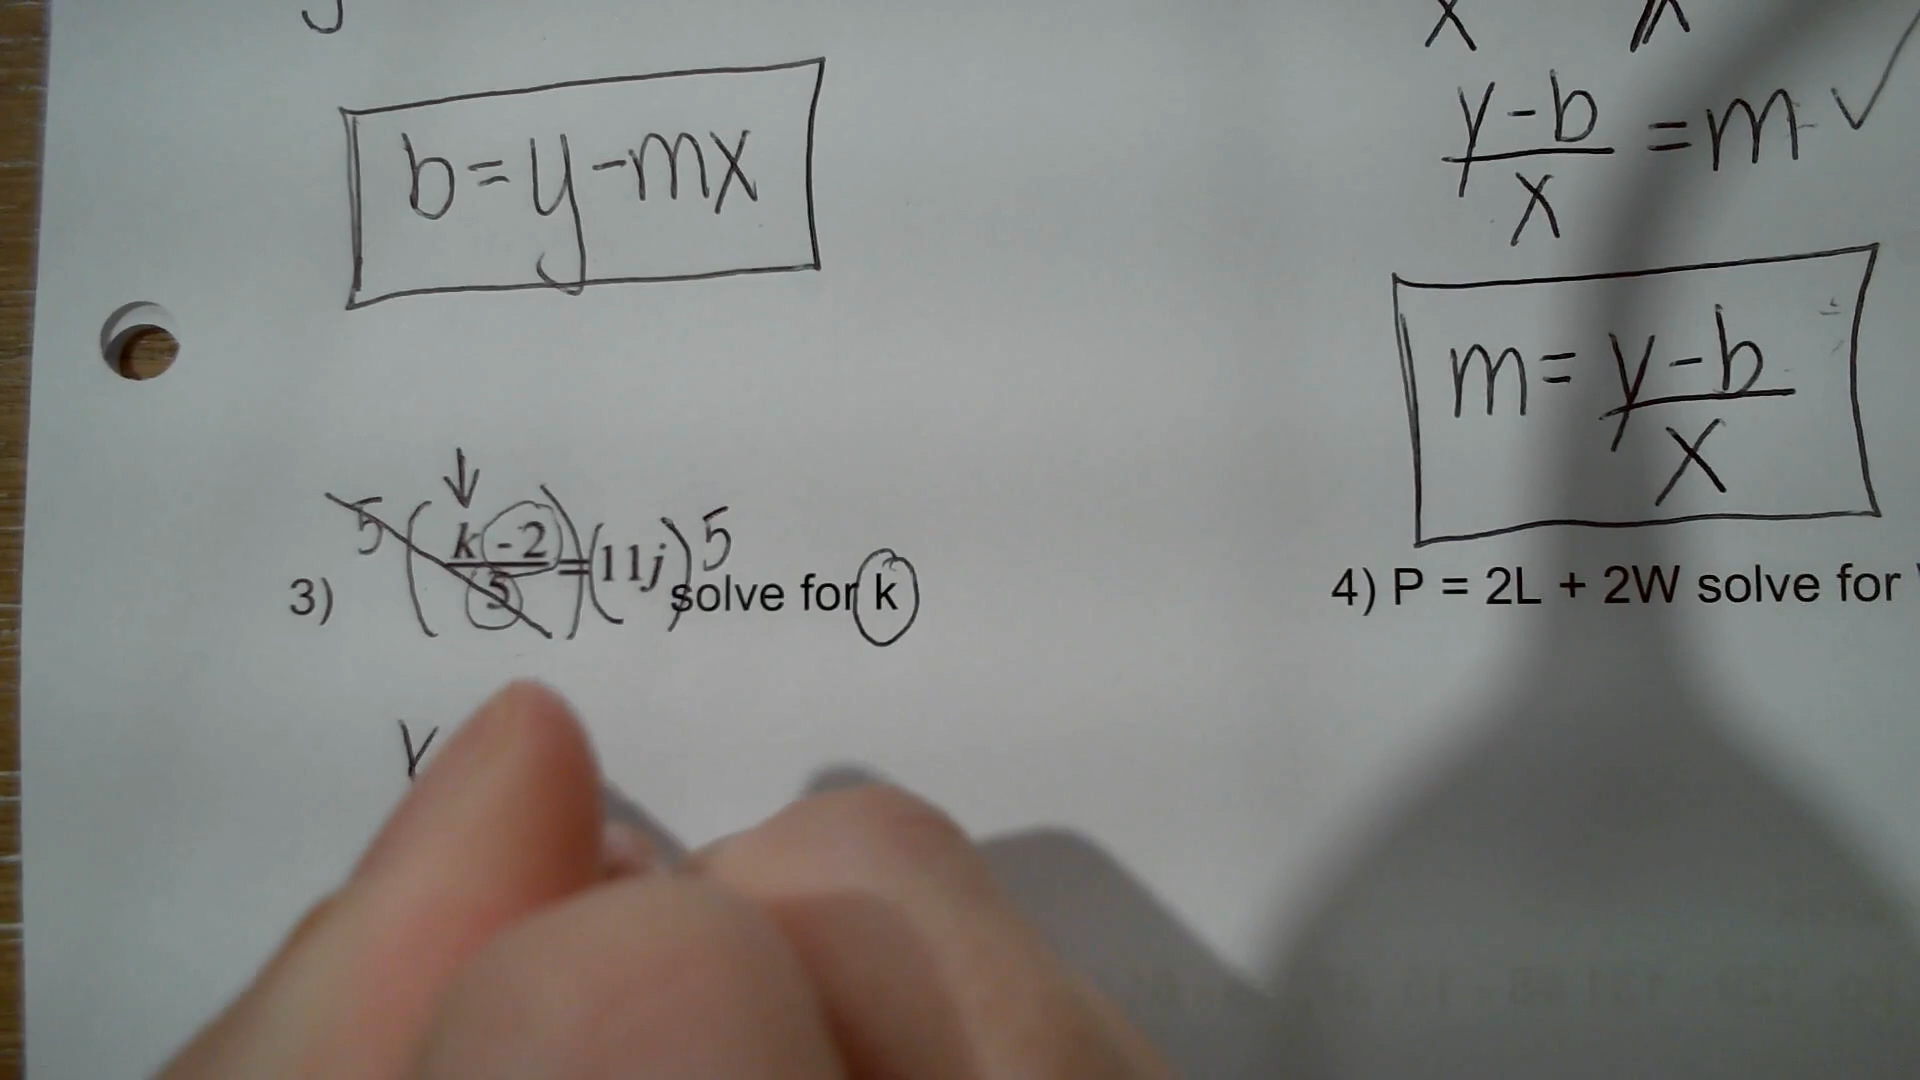 b=y-mx
x x
y-b/x = m ✓
m = y-b/x
3) 5 (k-2/5) = (11j) 5 solve for k
4) P = 2L + 2W solve for